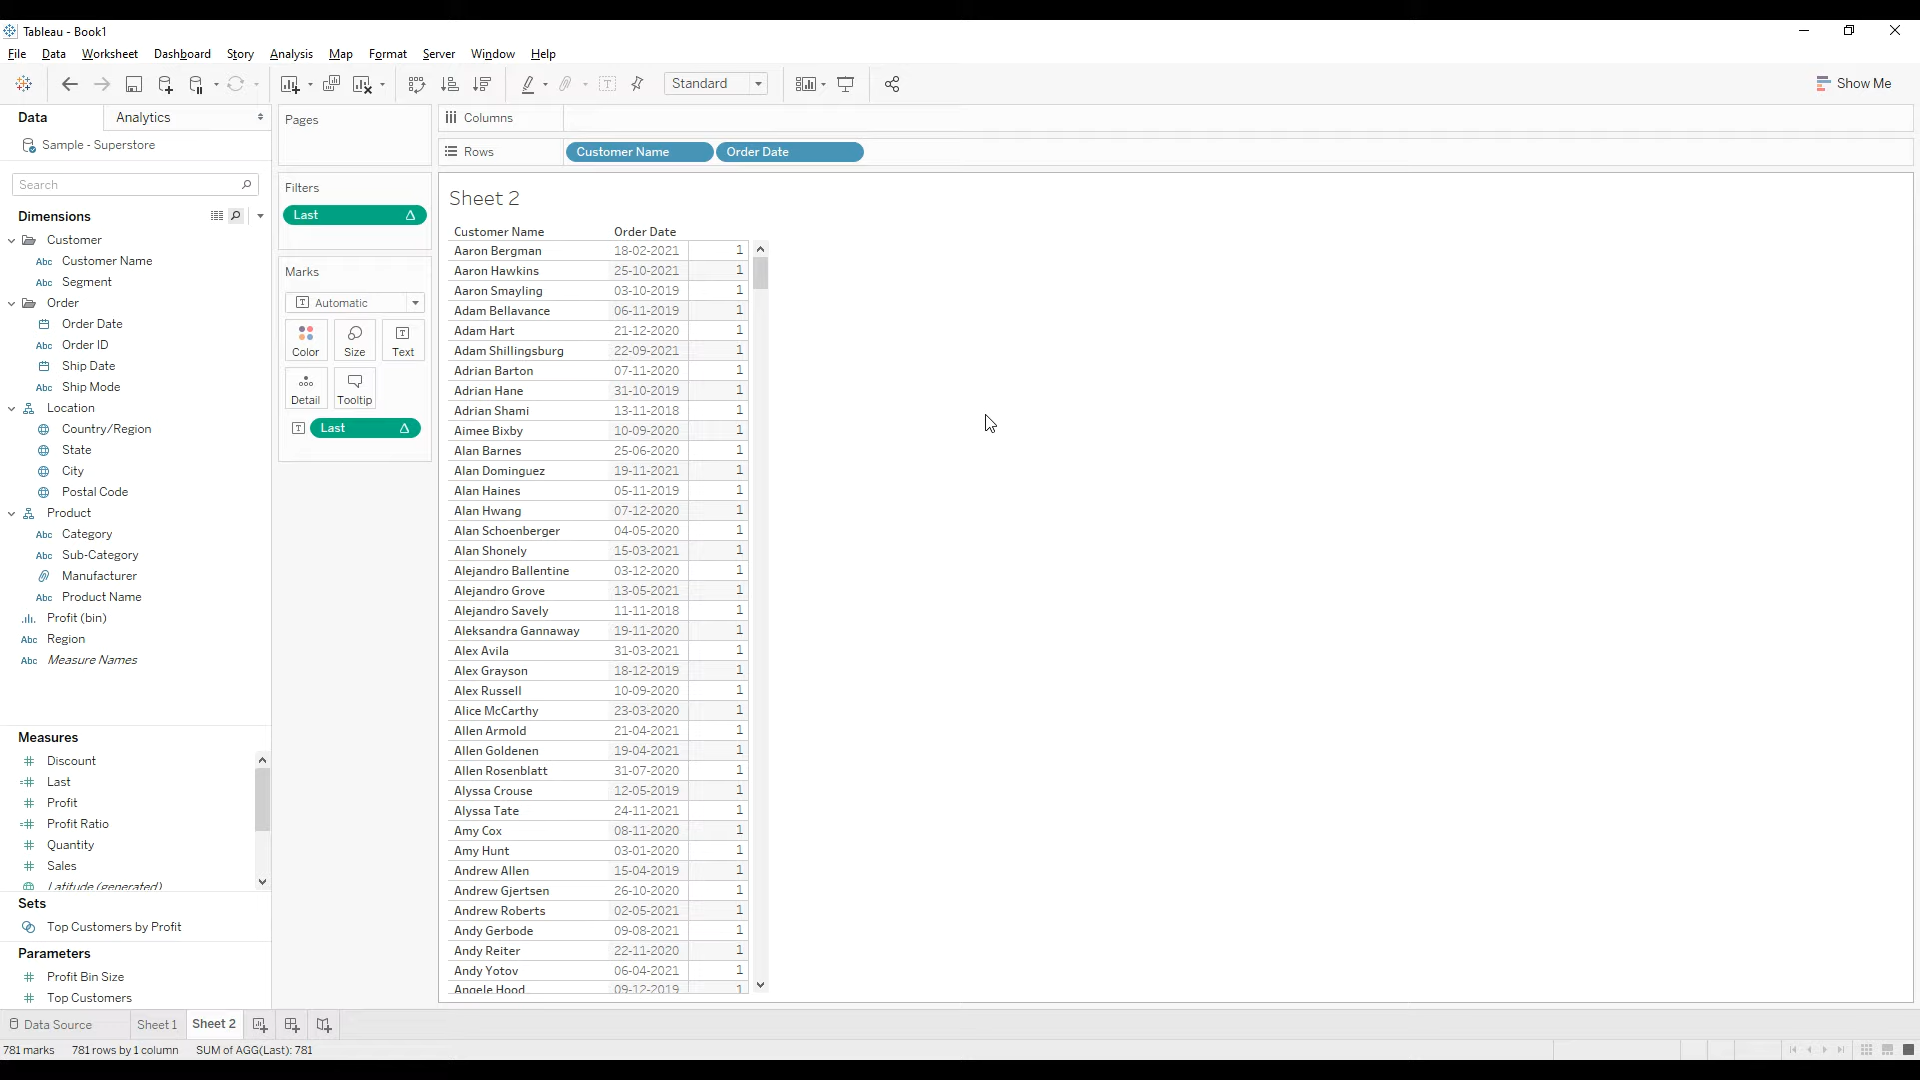 Tableau - Book1
File Data Worksheet Dashboard Story Analysis Map Format Server Window Help
Standard
Show Me
Data Analytics
Sample - Superstore
Search
Dimensions
Customer
Abc Customer Name
Abc Segment
Order
Order Date
Abc Order ID
Ship Date
Abc Ship Mode
Location
Country/Region
State
City
Postal Code
Product
Abc Category
Abc Sub-Category
Manufacturer
Abc Product Name
Profit (bin)
Abc Region
Abc Measure Names
Measures
Discount
Last
Profit
Profit Ratio
Quantity
Sales
Latitude (generated)
Sets
Top Customers by Profit
Parameters
Profit Bin Size
Top Customers
Pages
Filters
Last
Marks
Automatic
Color Size Text
Detail Tooltip
Last
Columns
Rows Customer Name Order Date
Sheet 2
Customer Name Order Date
Aaron Bergman 18-02-2021 1
Aaron Hawkins 25-10-2021 1
Aaron Smayling 03-10-2019 1
Adam Bellavance 06-11-2019 1
Adam Hart 21-12-2020 1
Adam Shillingsburg 22-09-2021 1
Adrian Barton 07-11-2020 1
Adrian Hane 31-10-2019 1
Adrian Shami 13-11-2018 1
Aimee Bixby 10-09-2020 1
Alan Barnes 25-06-2020 1
Alan Dominguez 19-11-2021 1
Alan Haines 05-11-2019 1
Alan Hwang 07-12-2020 1
Alan Schoenberger 04-05-2020 1
Alan Shonely 15-03-2021 1
Alejandro Ballentine 03-12-2020 1
Alejandro Grove 13-05-2021 1
Alejandro Savely 11-11-2018 1
Aleksandra Gannaway 19-11-2020 1
Alex Avila 31-03-2021 1
Alex Grayson 18-12-2019 1
Alex Russell 10-09-2020 1
Alice McCarthy 23-03-2020 1
Allen Armold 21-04-2021 1
Allen Goldenen 19-04-2021 1
Allen Rosenblatt 31-07-2020 1
Alyssa Crouse 12-05-2019 1
Alyssa Tate 24-11-2021 1
Amy Cox 08-11-2020 1
Amy Hunt 03-01-2020 1
Andrew Allen 15-04-2019 1
Andrew Gjertsen 26-10-2020 1
Andrew Roberts 02-05-2021 1
Andy Gerbode 09-08-2021 1
Andy Reiter 22-11-2020 1
Andy Yotov 06-04-2021 1
Angele Hood 09-12-2019 1
Data Source Sheet 1 Sheet 2
781 marks 781 rows by 1 column SUM of AGG(Last): 781